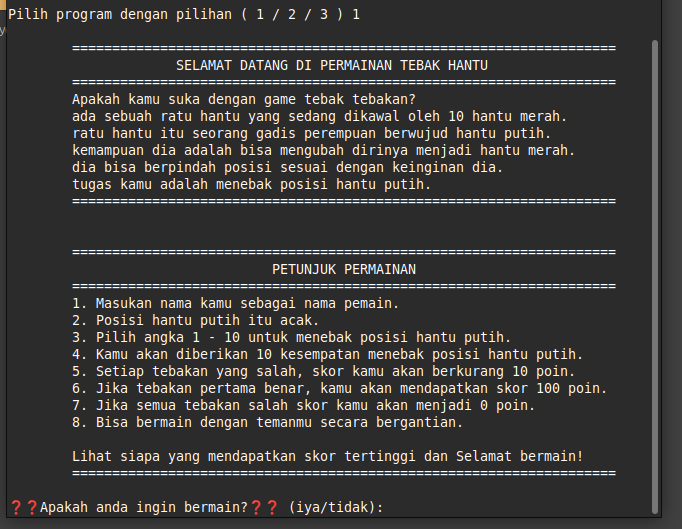 Pilih program dengan pilihan ( 1 / 2 / 3 ) 1
====================================================================
SELAMAT DATANG DI PERMAINAN TEBAK HANTU
====================================================================
Apakah kamu suka dengan game tebak tebakan?
ada sebuah ratu hantu yang sedang dikawal oleh 10 hantu merah.
ratu hantu itu seorang gadis perempuan berwujud hantu putih.
kemampuan dia adalah bisa mengubah dirinya menjadi hantu merah.
dia bisa berpindah posisi sesuai dengan keinginan dia.
tugas kamu adalah menebak posisi hantu putih.
====================================================================
====================================================================
PETUNJUK PERMAINAN
====================================================================
1. Masukan nama kamu sebagai nama pemain.
2. Posisi hantu putih itu acak.
3. Pilih angka 1 - 10 untuk menebak posisi hantu putih.
4. Kamu akan diberikan 10 kesempatan menebak posisi hantu putih.
5. Setiap tebakan yang salah, skor kamu akan berkurang 10 poin.
6. Jika tebakan pertama benar, kamu akan mendapatkan skor 100 poin.
7. Jika semua tebakan salah skor kamu akan menjadi 0 poin.
8. Bisa bermain dengan temanmu secara bergantian.
Lihat siapa yang mendapatkan skor tertinggi dan Selamat bermain!
====================================================================
❓❓Apakah anda ingin bermain?❓❓ (iya/tidak):